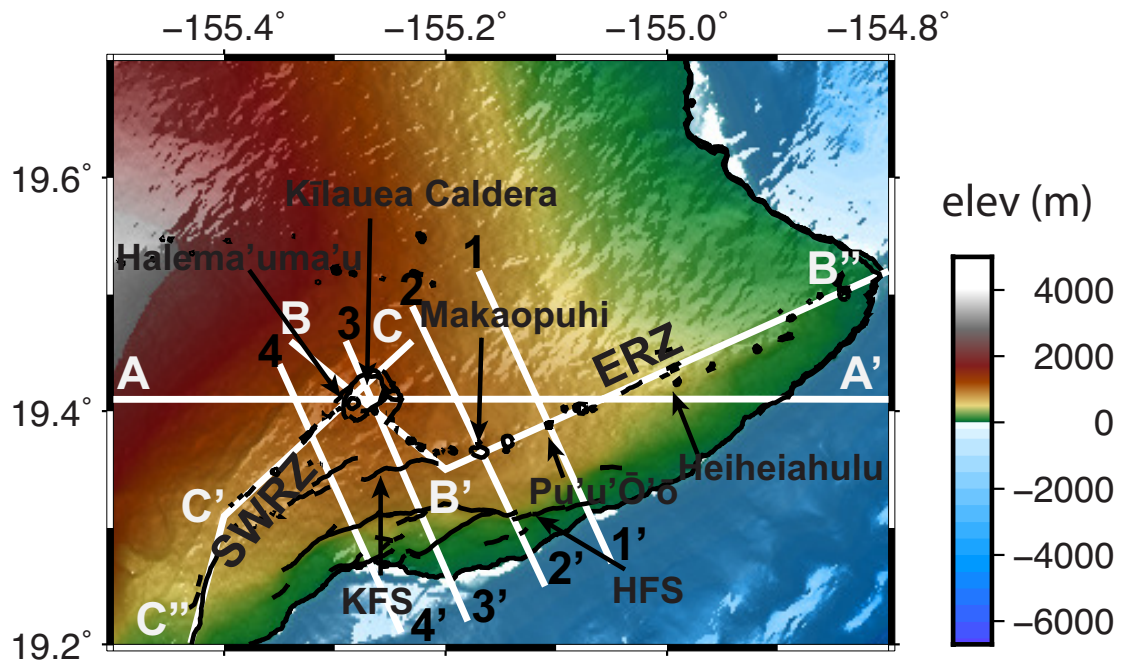 −155.4˚ −155.2˚ −155.0˚ −154.8˚
19.6˚
19.4˚
19.2˚
elev (m)
4000
2000
0
−2000
−4000
−6000
Kīlauea Caldera
Halema’uma’u
1
2
B’’
B
3
C
Makaopuhi
4
ERZ
A
A’
Heiheiahulu
B’
Pu’u’Ō’ō
C’
SWRZ
1’
2’
HFS
KFS
3’
C’’
4’